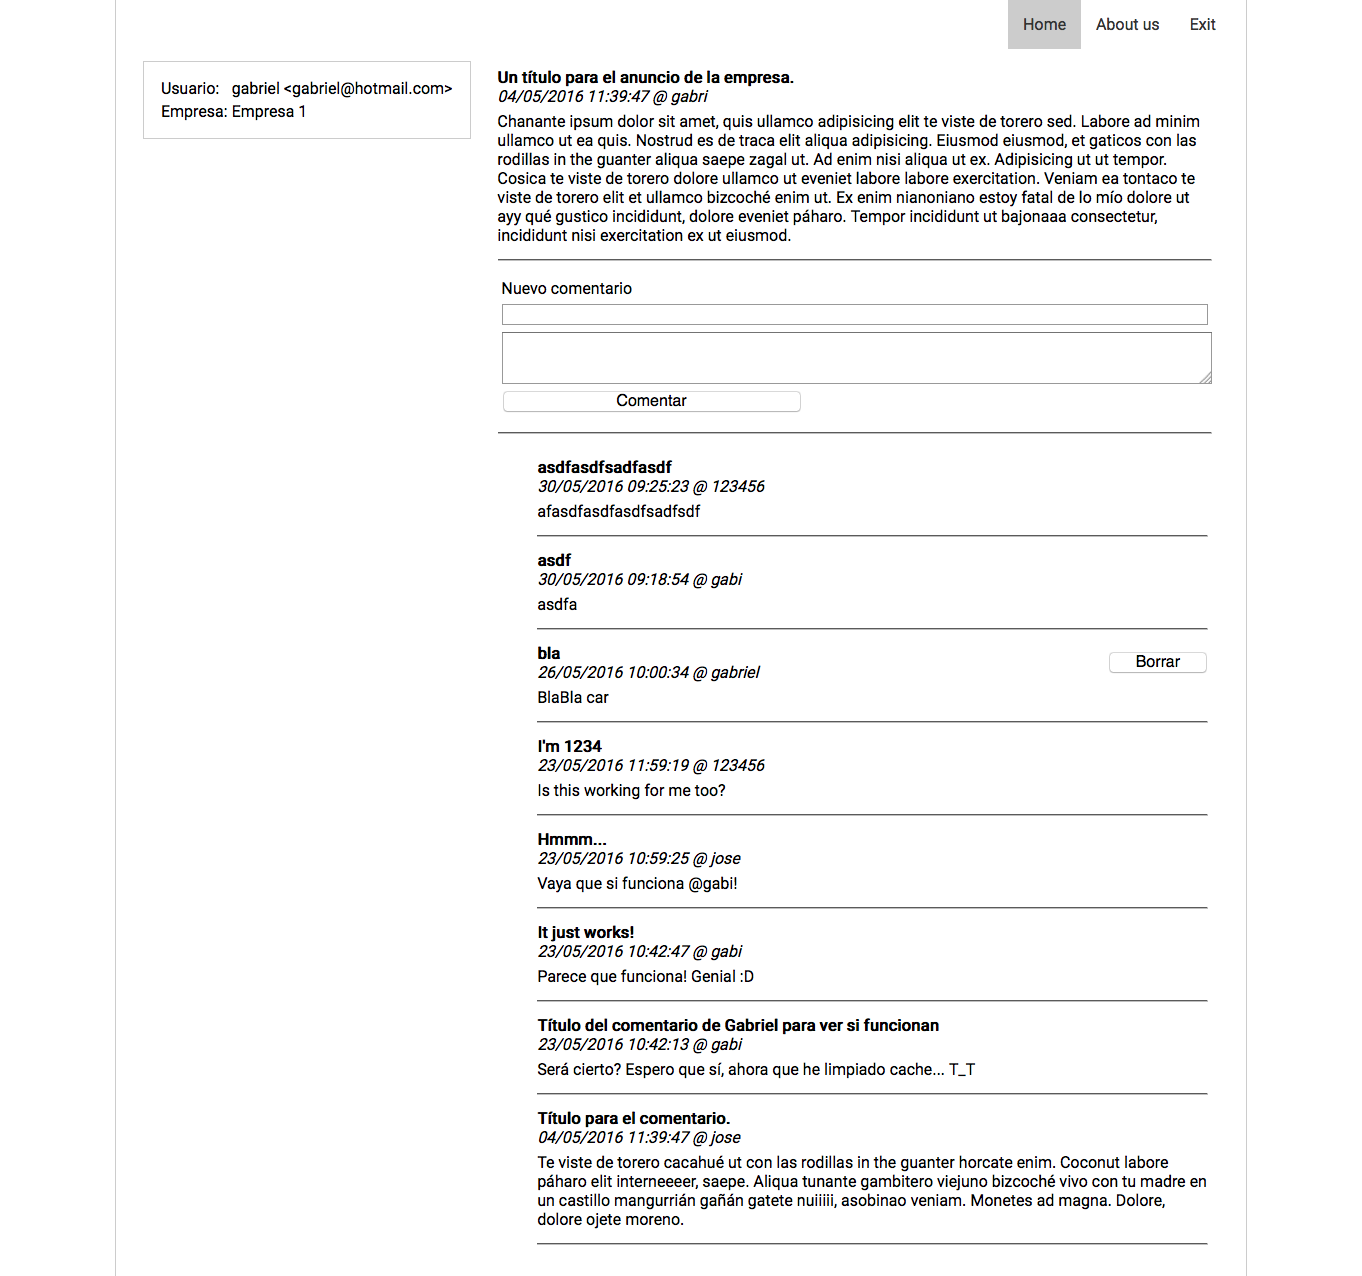 Home About us Exit
Usuario: gabriel <gabriel@hotmail.com>
Empresa: Empresa 1
Un título para el anuncio de la empresa.
04/05/2016 11:39:47 @ gabri
Chanante ipsum dolor sit amet, quis ullamco adipisicing elit te viste de torero sed. Labore ad minim
ullamco ut ea quis. Nostrud es de traca elit aliqua adipisicing. Eiusmod eiusmod, et gaticos con las
rodillas in the guanter aliqua saepe zagal ut. Ad enim nisi aliqua ut ex. Adipisicing ut ut tempor.
Cosica te viste de torero dolore ullamco ut eveniet labore labore exercitation. Veniam ea tontaco te
viste de torero elit et ullamco bizcoché enim ut. Ex enim nianoniano estoy fatal de lo mío dolore ut
ayy qué gustico incididunt, dolore eveniet páharo. Tempor incididunt ut bajonaaa consectetur,
incididunt nisi exercitation ex ut eiusmod.
Nuevo comentario
Comentar
asdfasdfsadfasdf
30/05/2016 09:25:23 @ 123456
afasdfasdfasdfsadfsdf
asdf
30/05/2016 09:18:54 @ gabi
asdfa
bla
26/05/2016 10:00:34 @ gabriel
Borrar
BlaBla car
I'm 1234
23/05/2016 11:59:19 @ 123456
Is this working for me too?
Hmmm...
23/05/2016 10:59:25 @ jose
Vaya que si funciona @gabi!
It just works!
23/05/2016 10:42:47 @ gabi
Parece que funciona! Genial :D
Título del comentario de Gabriel para ver si funcionan
23/05/2016 10:42:13 @ gabi
Será cierto? Espero que sí, ahora que he limpiado cache... T_T
Título para el comentario.
04/05/2016 11:39:47 @ jose
Te viste de torero cacahué ut con las rodillas in the guanter horcate enim. Coconut labore
páharo elit interneeeer, saepe. Aliqua tunante gambitero viejuno bizcoché vivo con tu madre en
un castillo mangurrián gañán gatete nuiiiii, asobinao veniam. Monetes ad magna. Dolore,
dolore ojete moreno.